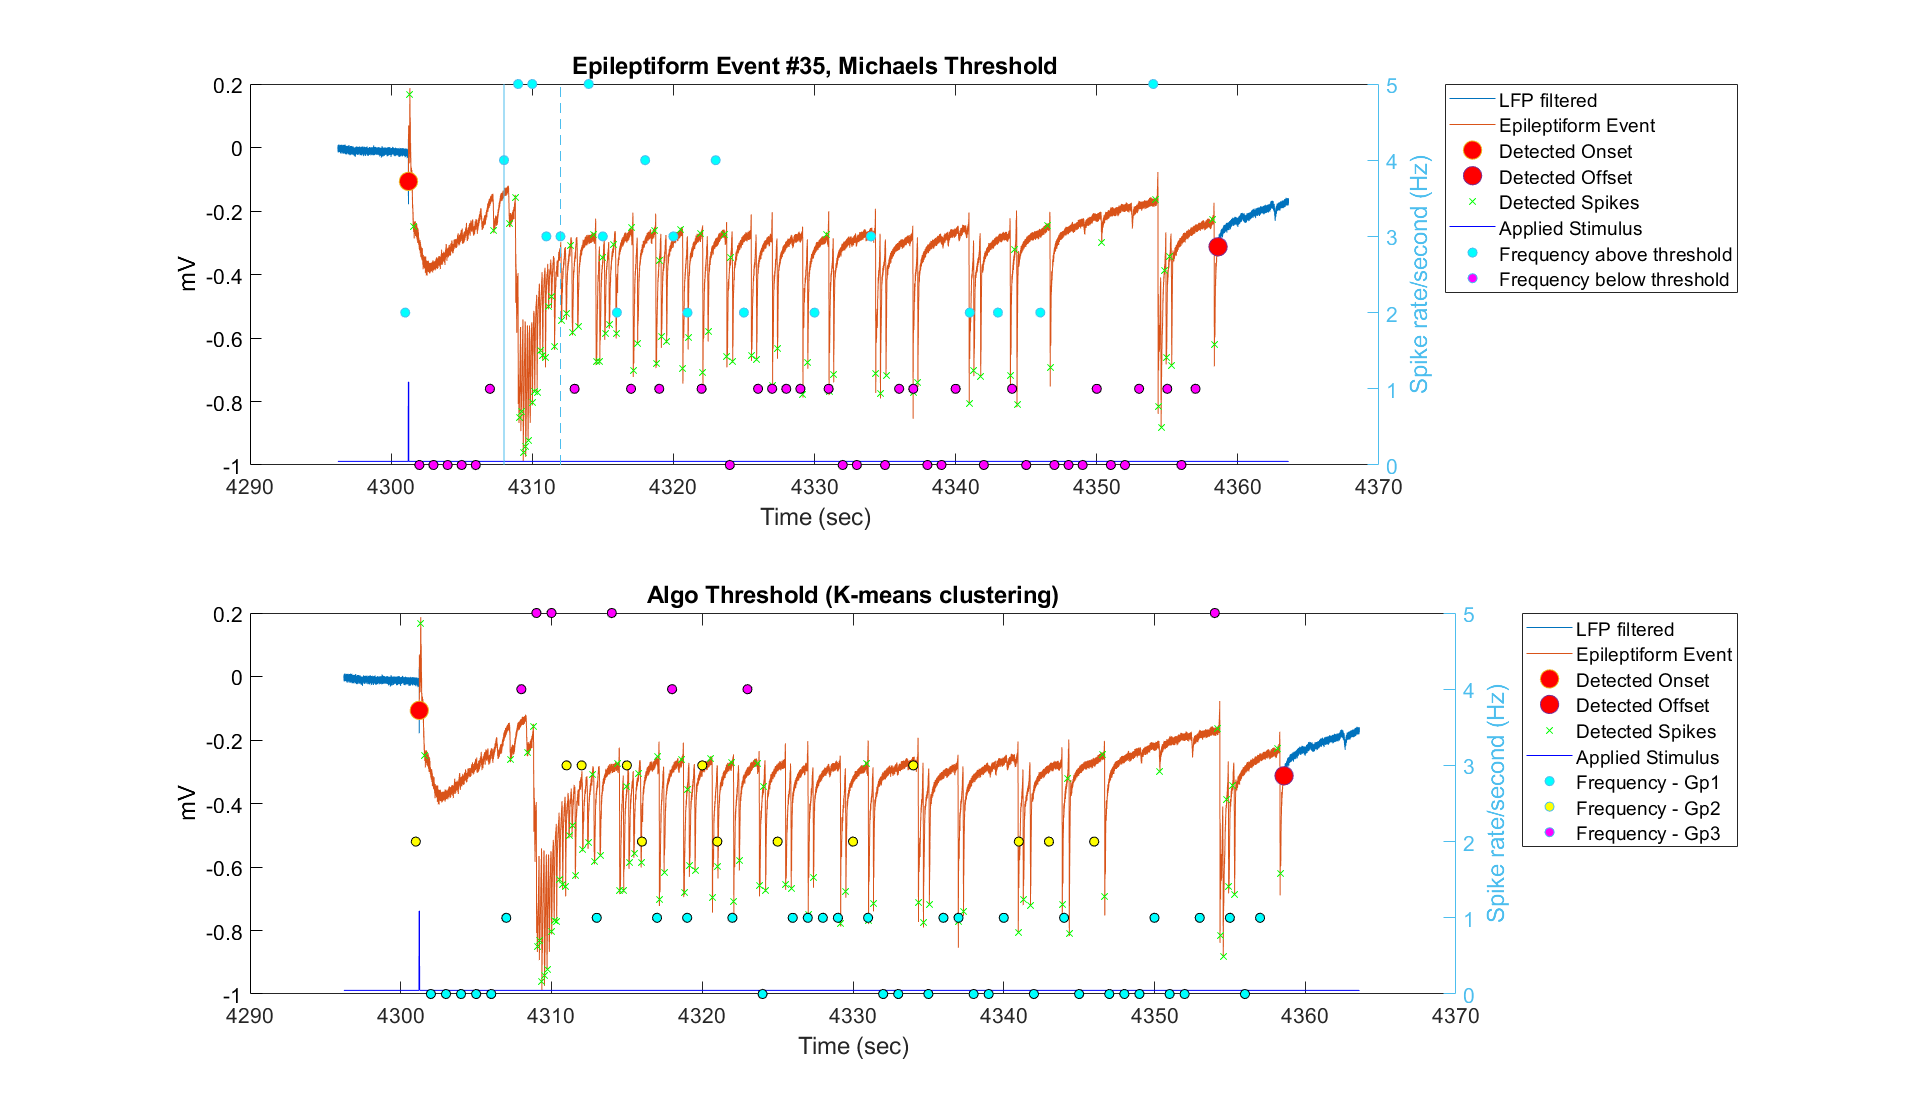 Epileptiform Event #35, Michaels Threshold
0.2
0
-0.2
-0.4
-0.6
-0.8
-1
mV
5
4
3
2
1
0
Spike rate/second (Hz)
4290 4300 4310 4320 4330 4340 4350 4360 4370
Time (sec)
LFP filtered
Epileptiform Event
Detected Onset
Detected Offset
Detected Spikes
Applied Stimulus
Frequency above threshold
Frequency below threshold
Algo Threshold (K-means clustering)
0.2
0
-0.2
-0.4
-0.6
-0.8
-1
mV
5
4
3
2
1
0
Spike rate/second (Hz)
4290 4300 4310 4320 4330 4340 4350 4360 4370
Time (sec)
LFP filtered
Epileptiform Event
Detected Onset
Detected Offset
Detected Spikes
Applied Stimulus
Frequency - Gp1
Frequency - Gp2
Frequency - Gp3